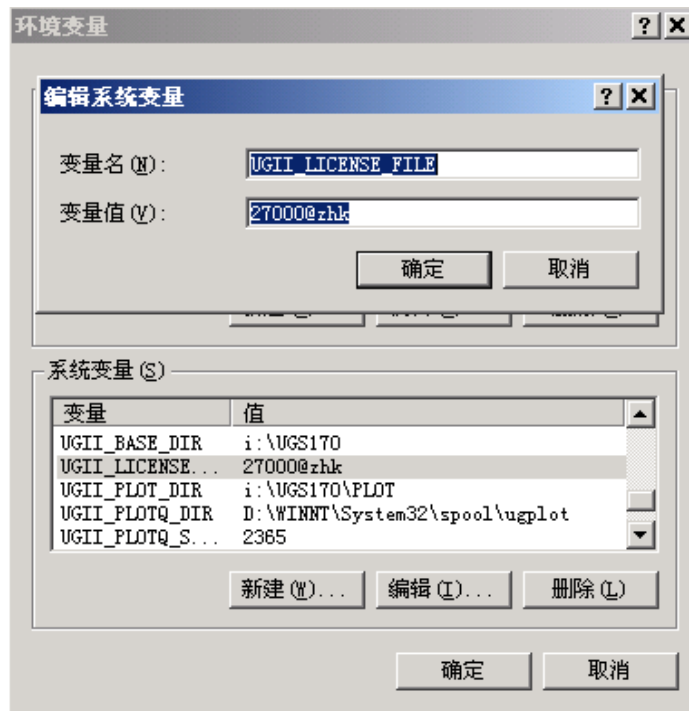 环境变量
编辑系统变量
变量名(N):
UGII_LICENSE_FILE
变量值(V):
27000@zhk
确定
取消
系统变量(S)
变量 值
UGII_BASE_DIR i:\UGS170
UGII_LICENSE... 27000@zhk
UGII_PLOT_DIR i:\UGS170\PLOT
UGII_PLOTQ_DIR D:\WINNT\System32\spool\ugplot
UGII_PLOTQ_S... 2365
新建(W)... 编辑(I)... 删除(L)
确定 取消